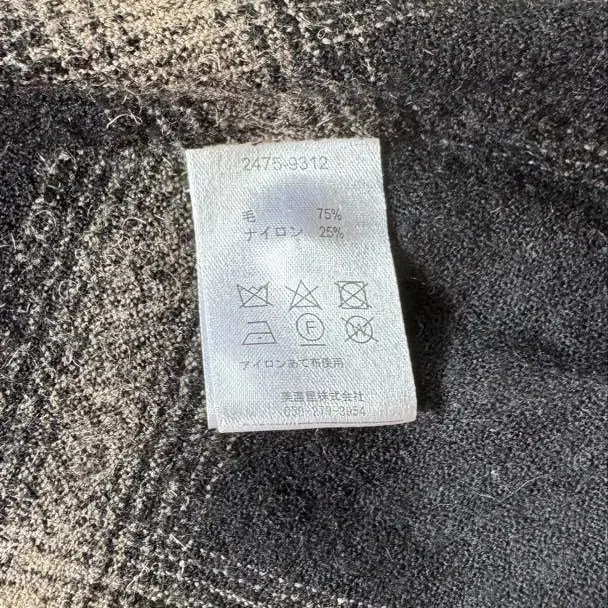 2475-9312
毛 75%
ナイロン 25%
F
W
アイロンあて布使用
美濃屋株式会社